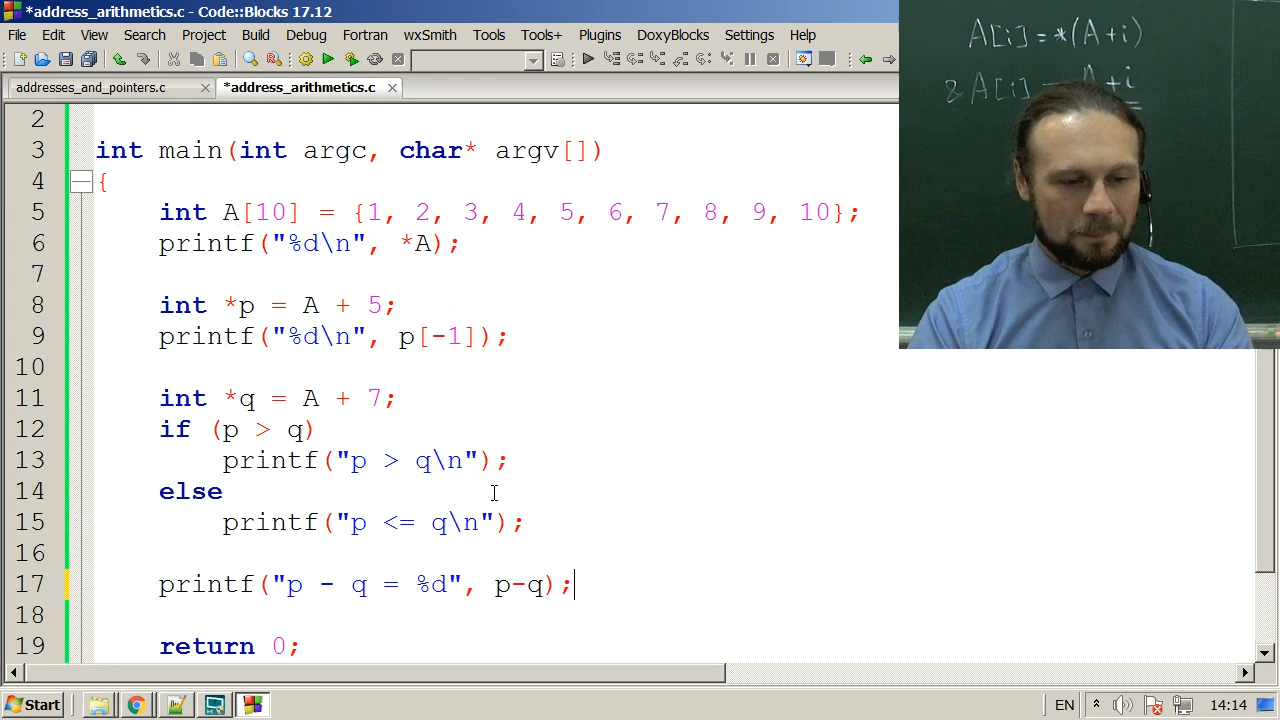 *address_arithmetics.c - Code::Blocks 17.12
File Edit View Search Project Build Debug Fortran wxSmith Tools Tools+ Plugins DoxyBlocks Settings Help
addresses_and_pointers.c *address_arithmetics.c
2
3 int main(int argc, char* argv[])
4 {
5 int A[10] = {1, 2, 3, 4, 5, 6, 7, 8, 9, 10};
6 printf("%d\n", *A);
7
8 int *p = A + 5;
9 printf("%d\n", p[-1]);
10
11 int *q = A + 7;
12 if (p > q)
13 printf("p > q\n");
14 else
15 printf("p <= q\n");
16
17 printf("p - q = %d", p-q);
18
19 return 0;
A[i] = *(A+i)
&A[i] = A+i
Start EN 14:14